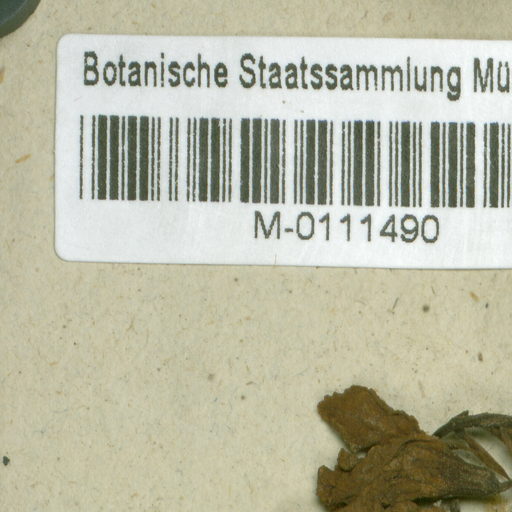 Botanische Staatssammlung Mü
M-0111490